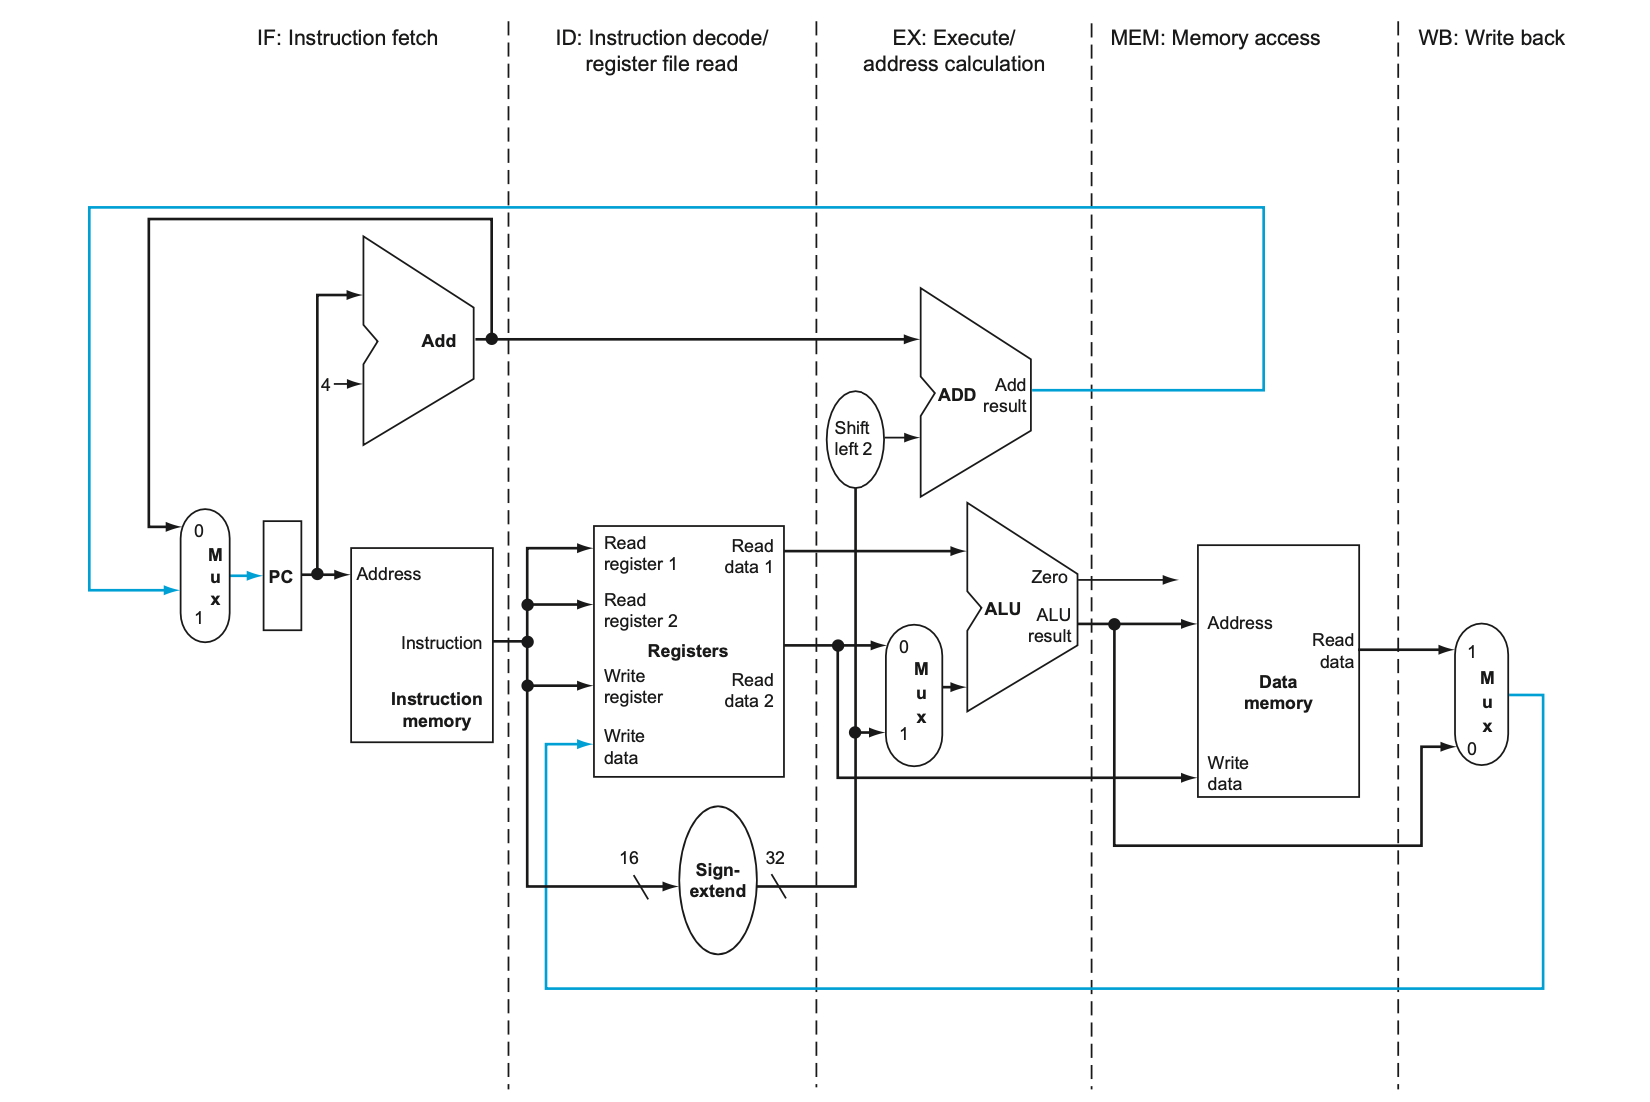 IF: Instruction fetch
ID: Instruction decode/
register file read
EX: Execute/
address calculation
MEM: Memory access
WB: Write back
Add
4
ADD
Add
result
Shift
left 2
0
M
u
x
1
PC
Address
Instruction
Instruction
memory
Read
register 1
Read
register 2
Write
register
Write
data
Registers
Read
data 1
Read
data 2
0
M
u
x
1
Zero
ALU
ALU
result
Address
Read
data
Data
memory
Write
data
1
M
u
x
0
16
Sign-
extend
32